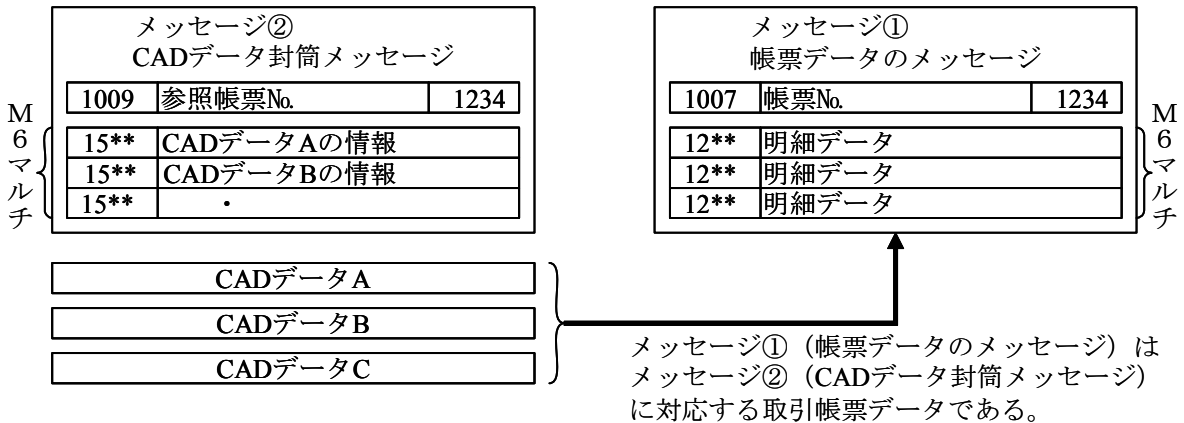 メッセージ②
CADデータ封筒メッセージ
1009 参照帳票№ 1234
M6マルチ
15** CADデータAの情報
15** CADデータBの情報
15** ・
CADデータA
CADデータB
CADデータC
メッセージ①
帳票データのメッセージ
1007 帳票№ 1234
12** 明細データ
12** 明細データ
12** 明細データ
M6マルチ
メッセージ①（帳票データのメッセージ）は
メッセージ②（CADデータ封筒メッセージ）
に対応する取引帳票データである。